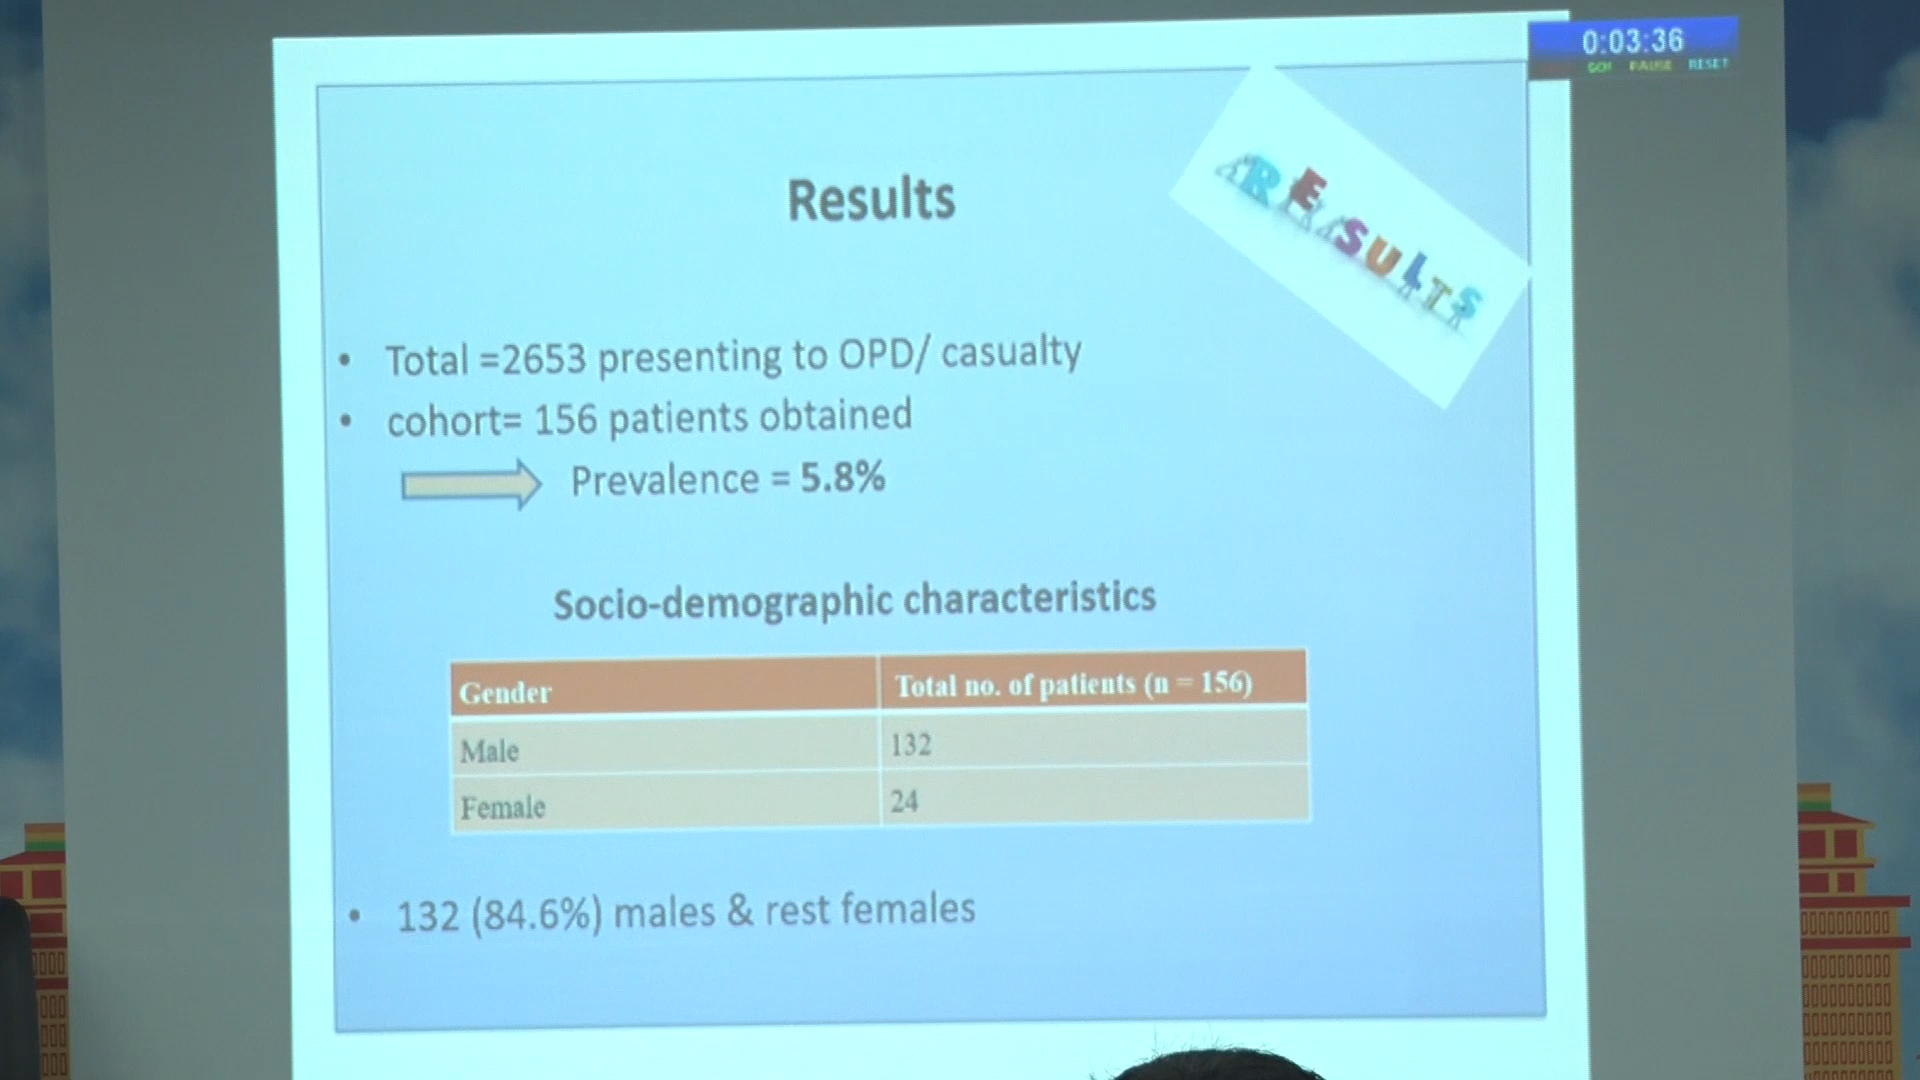 0:03:36
GO! PAUSE RESET
Results
RESULTS
• Total =2653 presenting to OPD/ casualty
• cohort= 156 patients obtained
Prevalence = 5.8%
Socio-demographic characteristics
Gender Total no. of patients (n = 156)
Male 132
Female 24
• 132 (84.6%) males & rest females